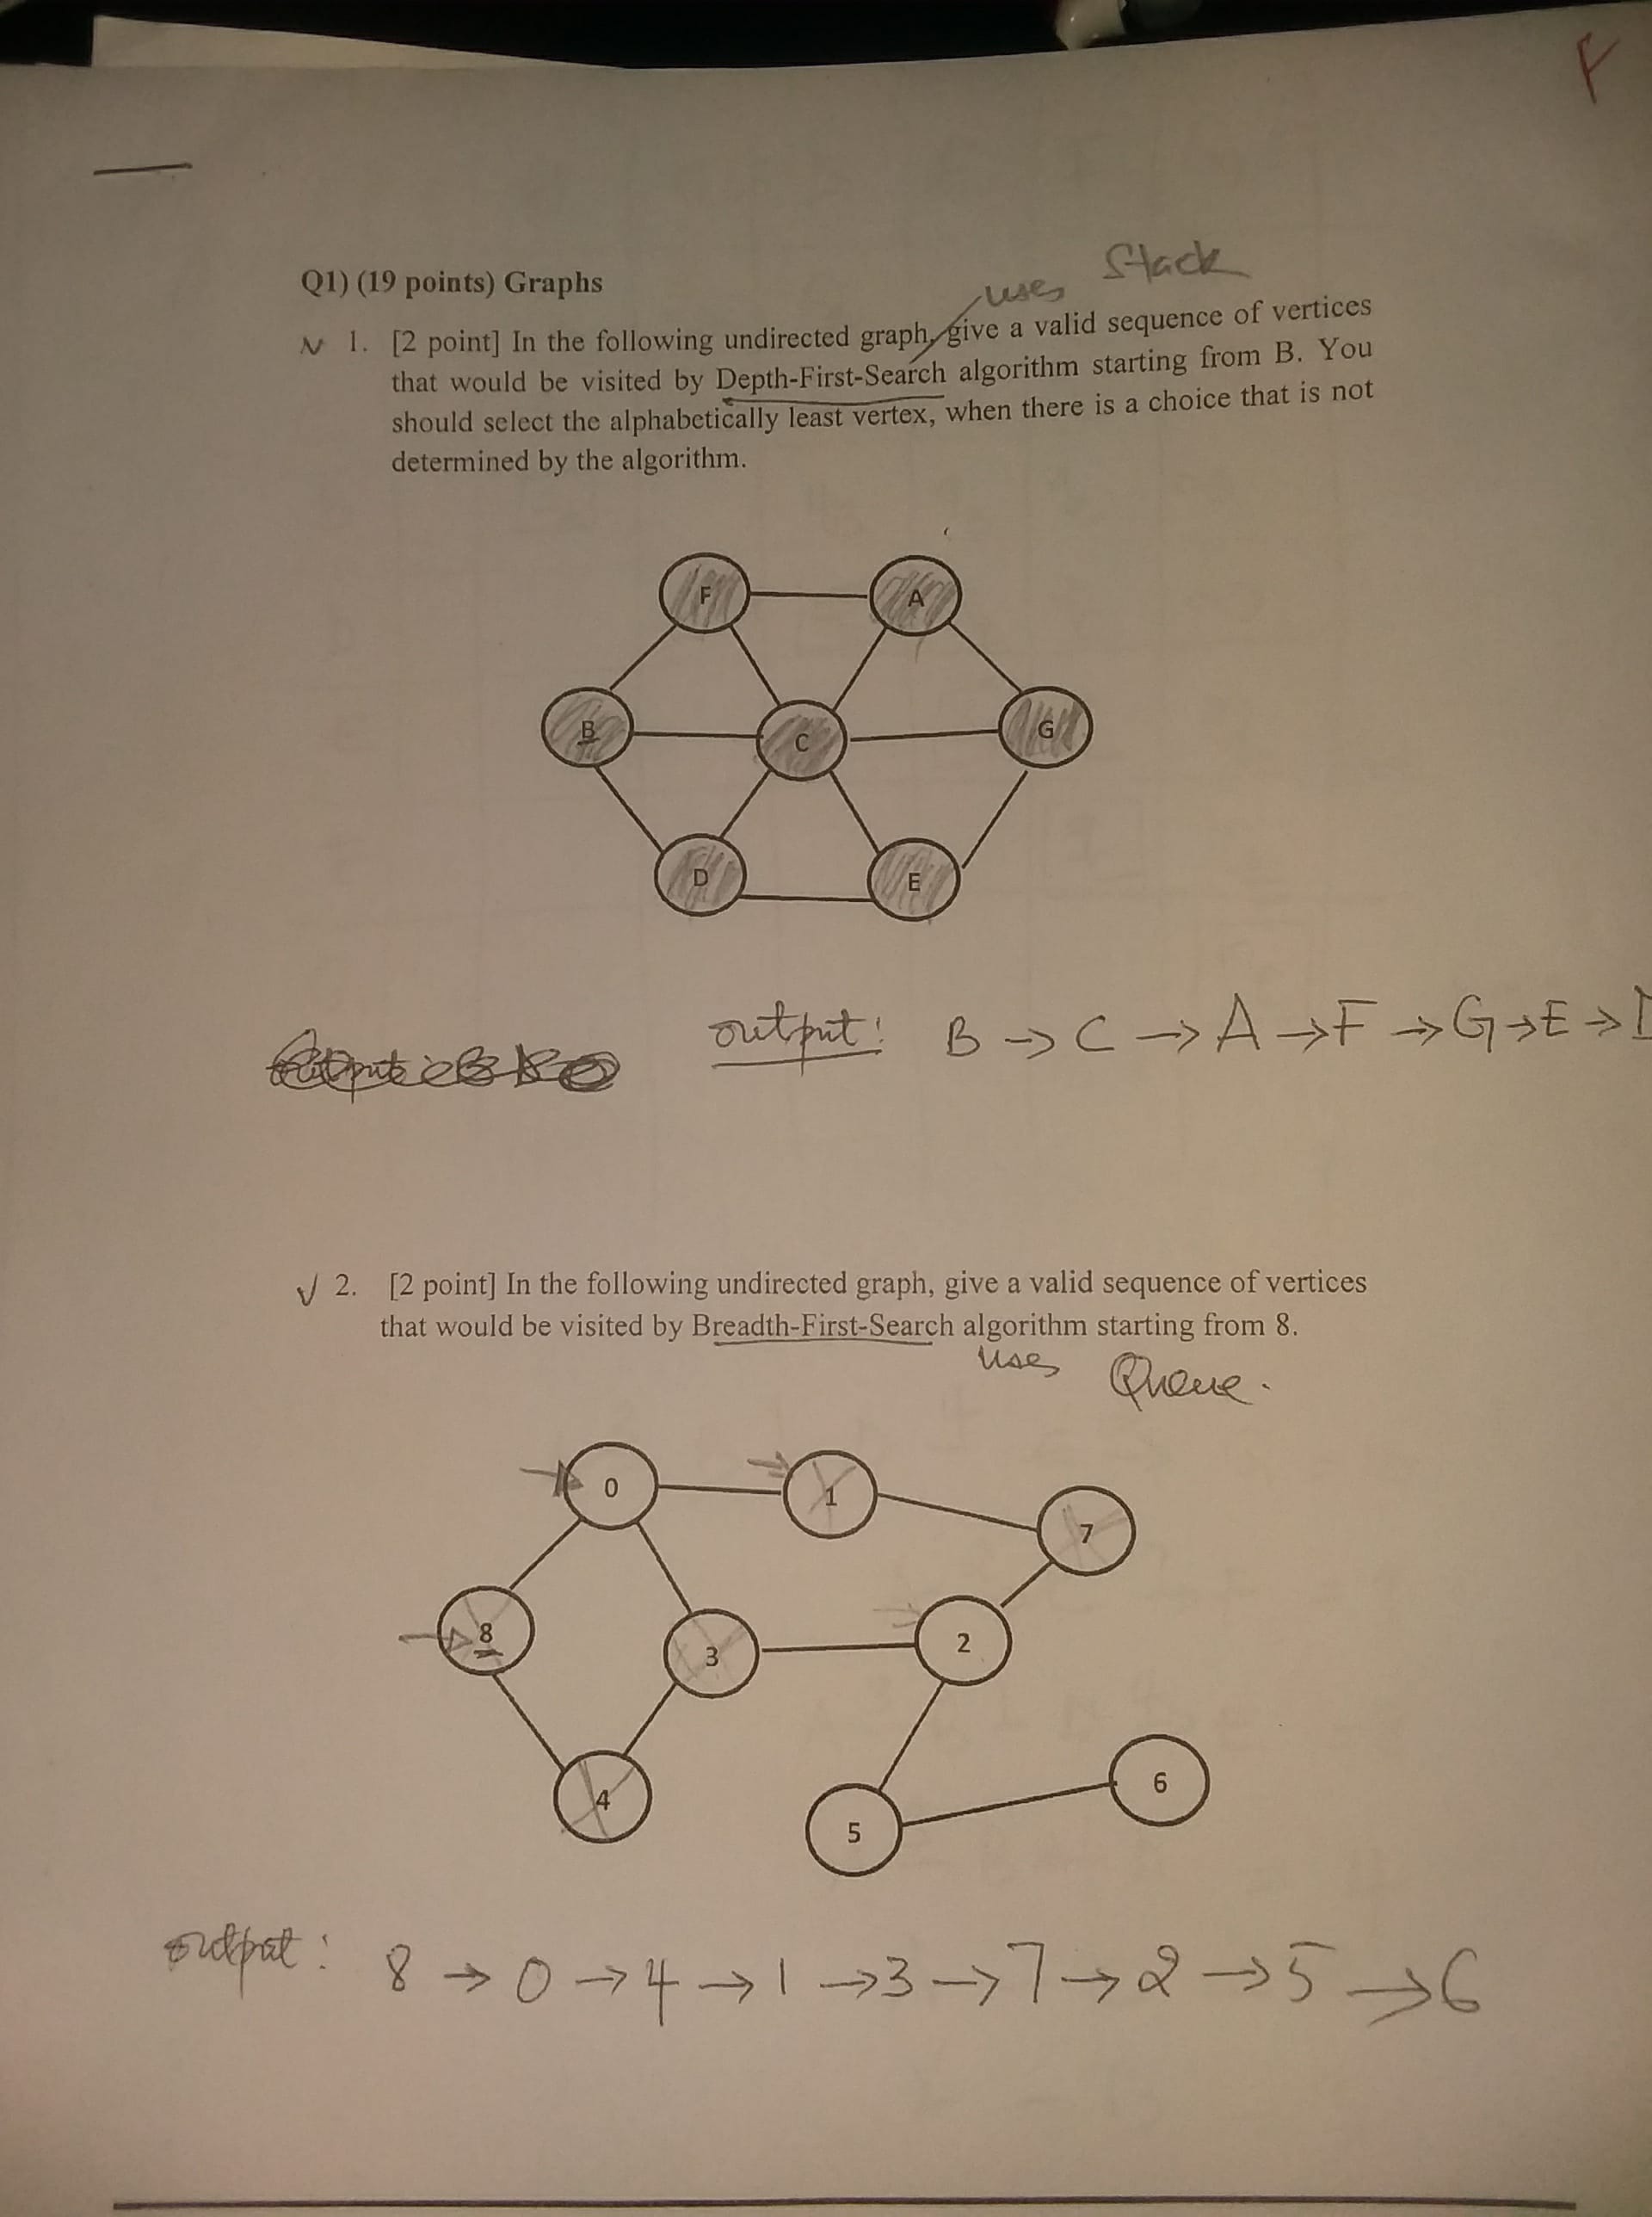 F
Stack
uses
Q1) (19 points) Graphs
1. [2 point] In the following undirected graph, give a valid sequence of vertices
that would be visited by Depth-First-Search algorithm starting from B. You
should select the alphabetically least vertex, when there is a choice that is not
determined by the algorithm.
F A
B C G
D E
output: B → C → A → F → G → E →
√ 2. [2 point] In the following undirected graph, give a valid sequence of vertices
that would be visited by Breadth-First-Search algorithm starting from 8.
uses Queue.
0 1
7
8 3 2
4 5 6
output: 8 → 0 → 4 → 1 → 3 → 7 → 2 → 5 → 6